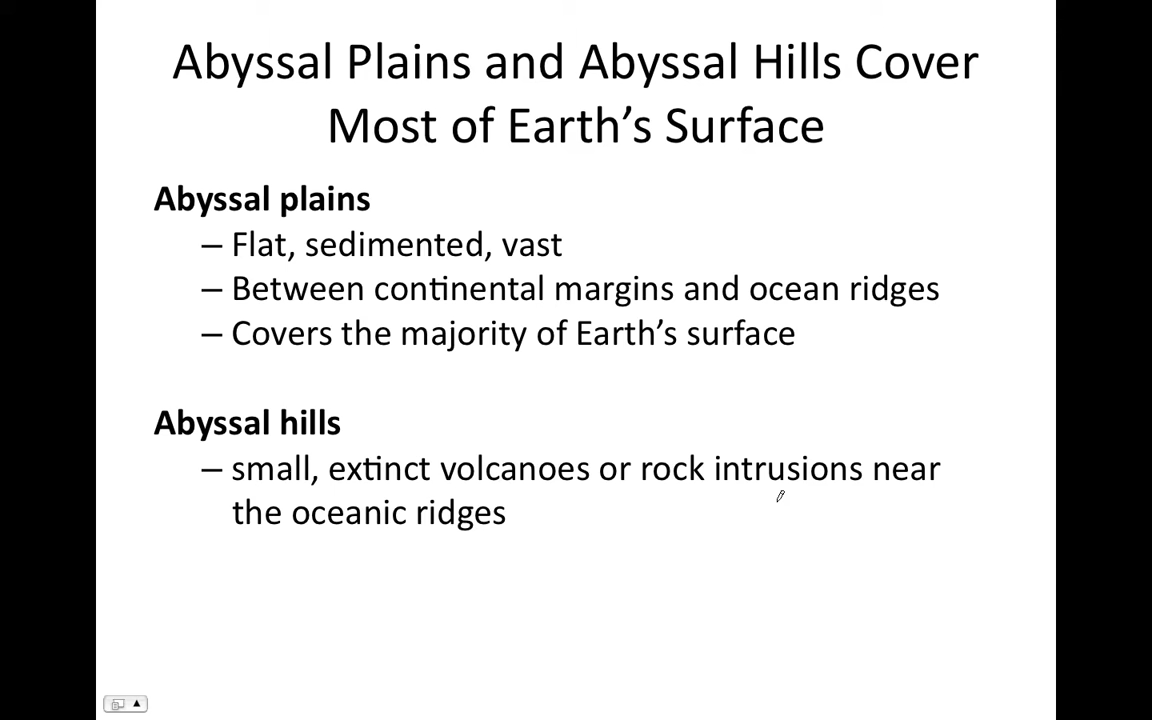 Abyssal Plains and Abyssal Hills Cover
Most of Earth’s Surface
Abyssal plains
– Flat, sedimented, vast
– Between continental margins and ocean ridges
– Covers the majority of Earth’s surface
Abyssal hills
– small, extinct volcanoes or rock intrusions near
the oceanic ridges